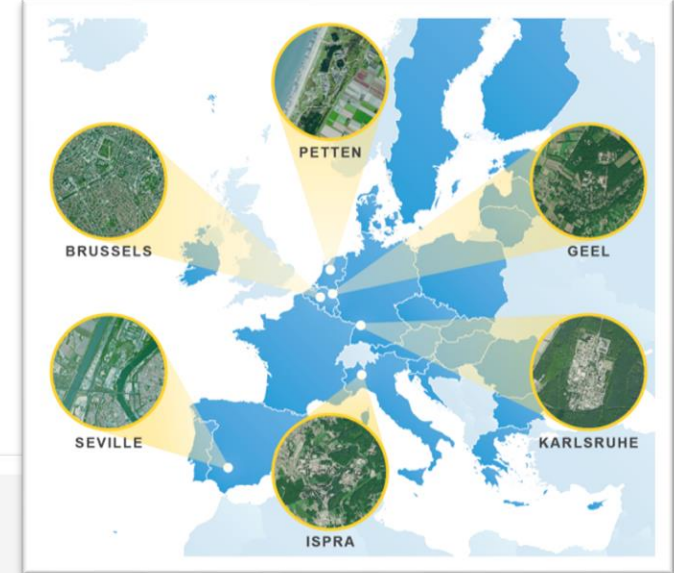 PETTEN
BRUSSELS
GEEL
SEVILLE
KARLSRUHE
ISPRA